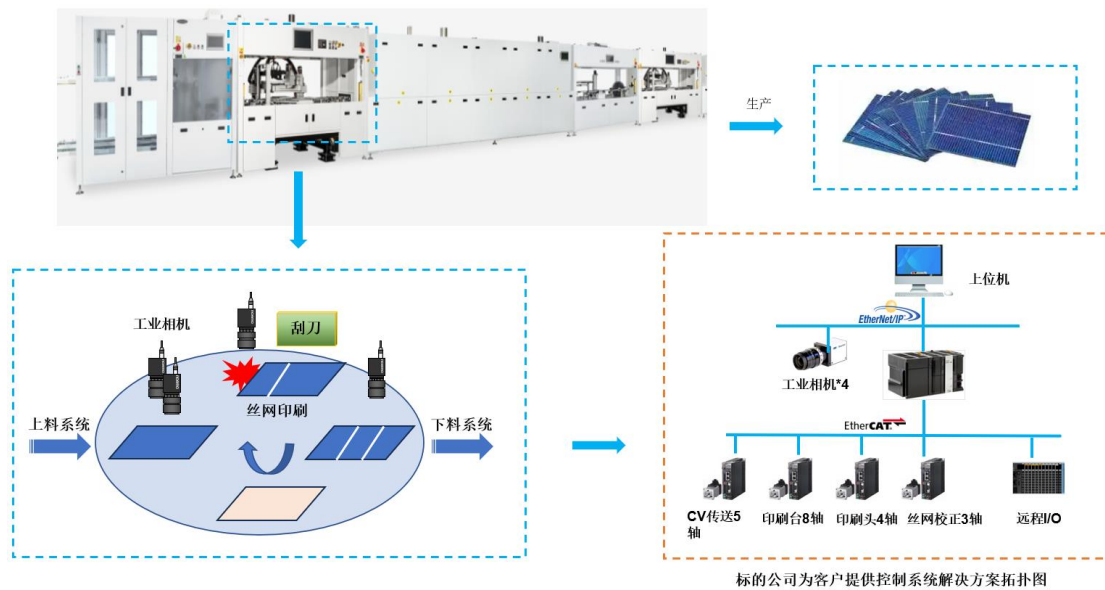 生产
工业相机
刮刀
丝网印刷
上料系统
下料系统
上位机
EtherNet/IP
工业相机*4
EtherCAT
CV传送5
轴
印刷台8轴
印刷头4轴
丝网校正3轴
远程I/O
标的公司为客户提供控制系统解决方案拓扑图